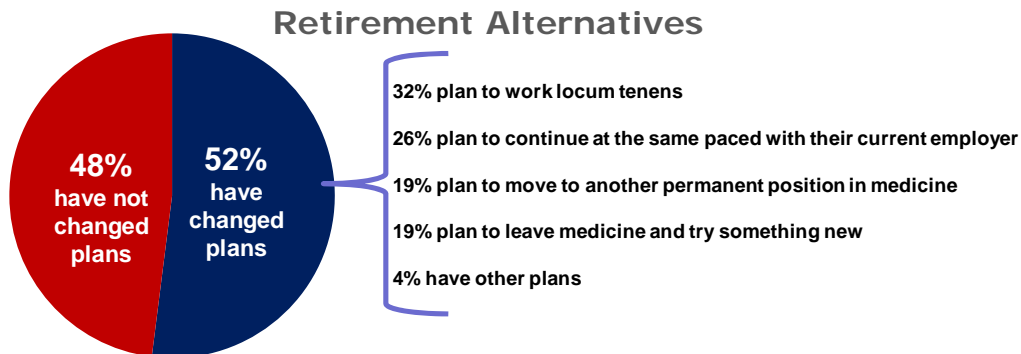 Retirement Alternatives
48%
have not
changed
plans
52%
have
changed
plans
32% plan to work locum tenens
26% plan to continue at the same paced with their current employer
19% plan to move to another permanent position in medicine
19% plan to leave medicine and try something new
4% have other plans